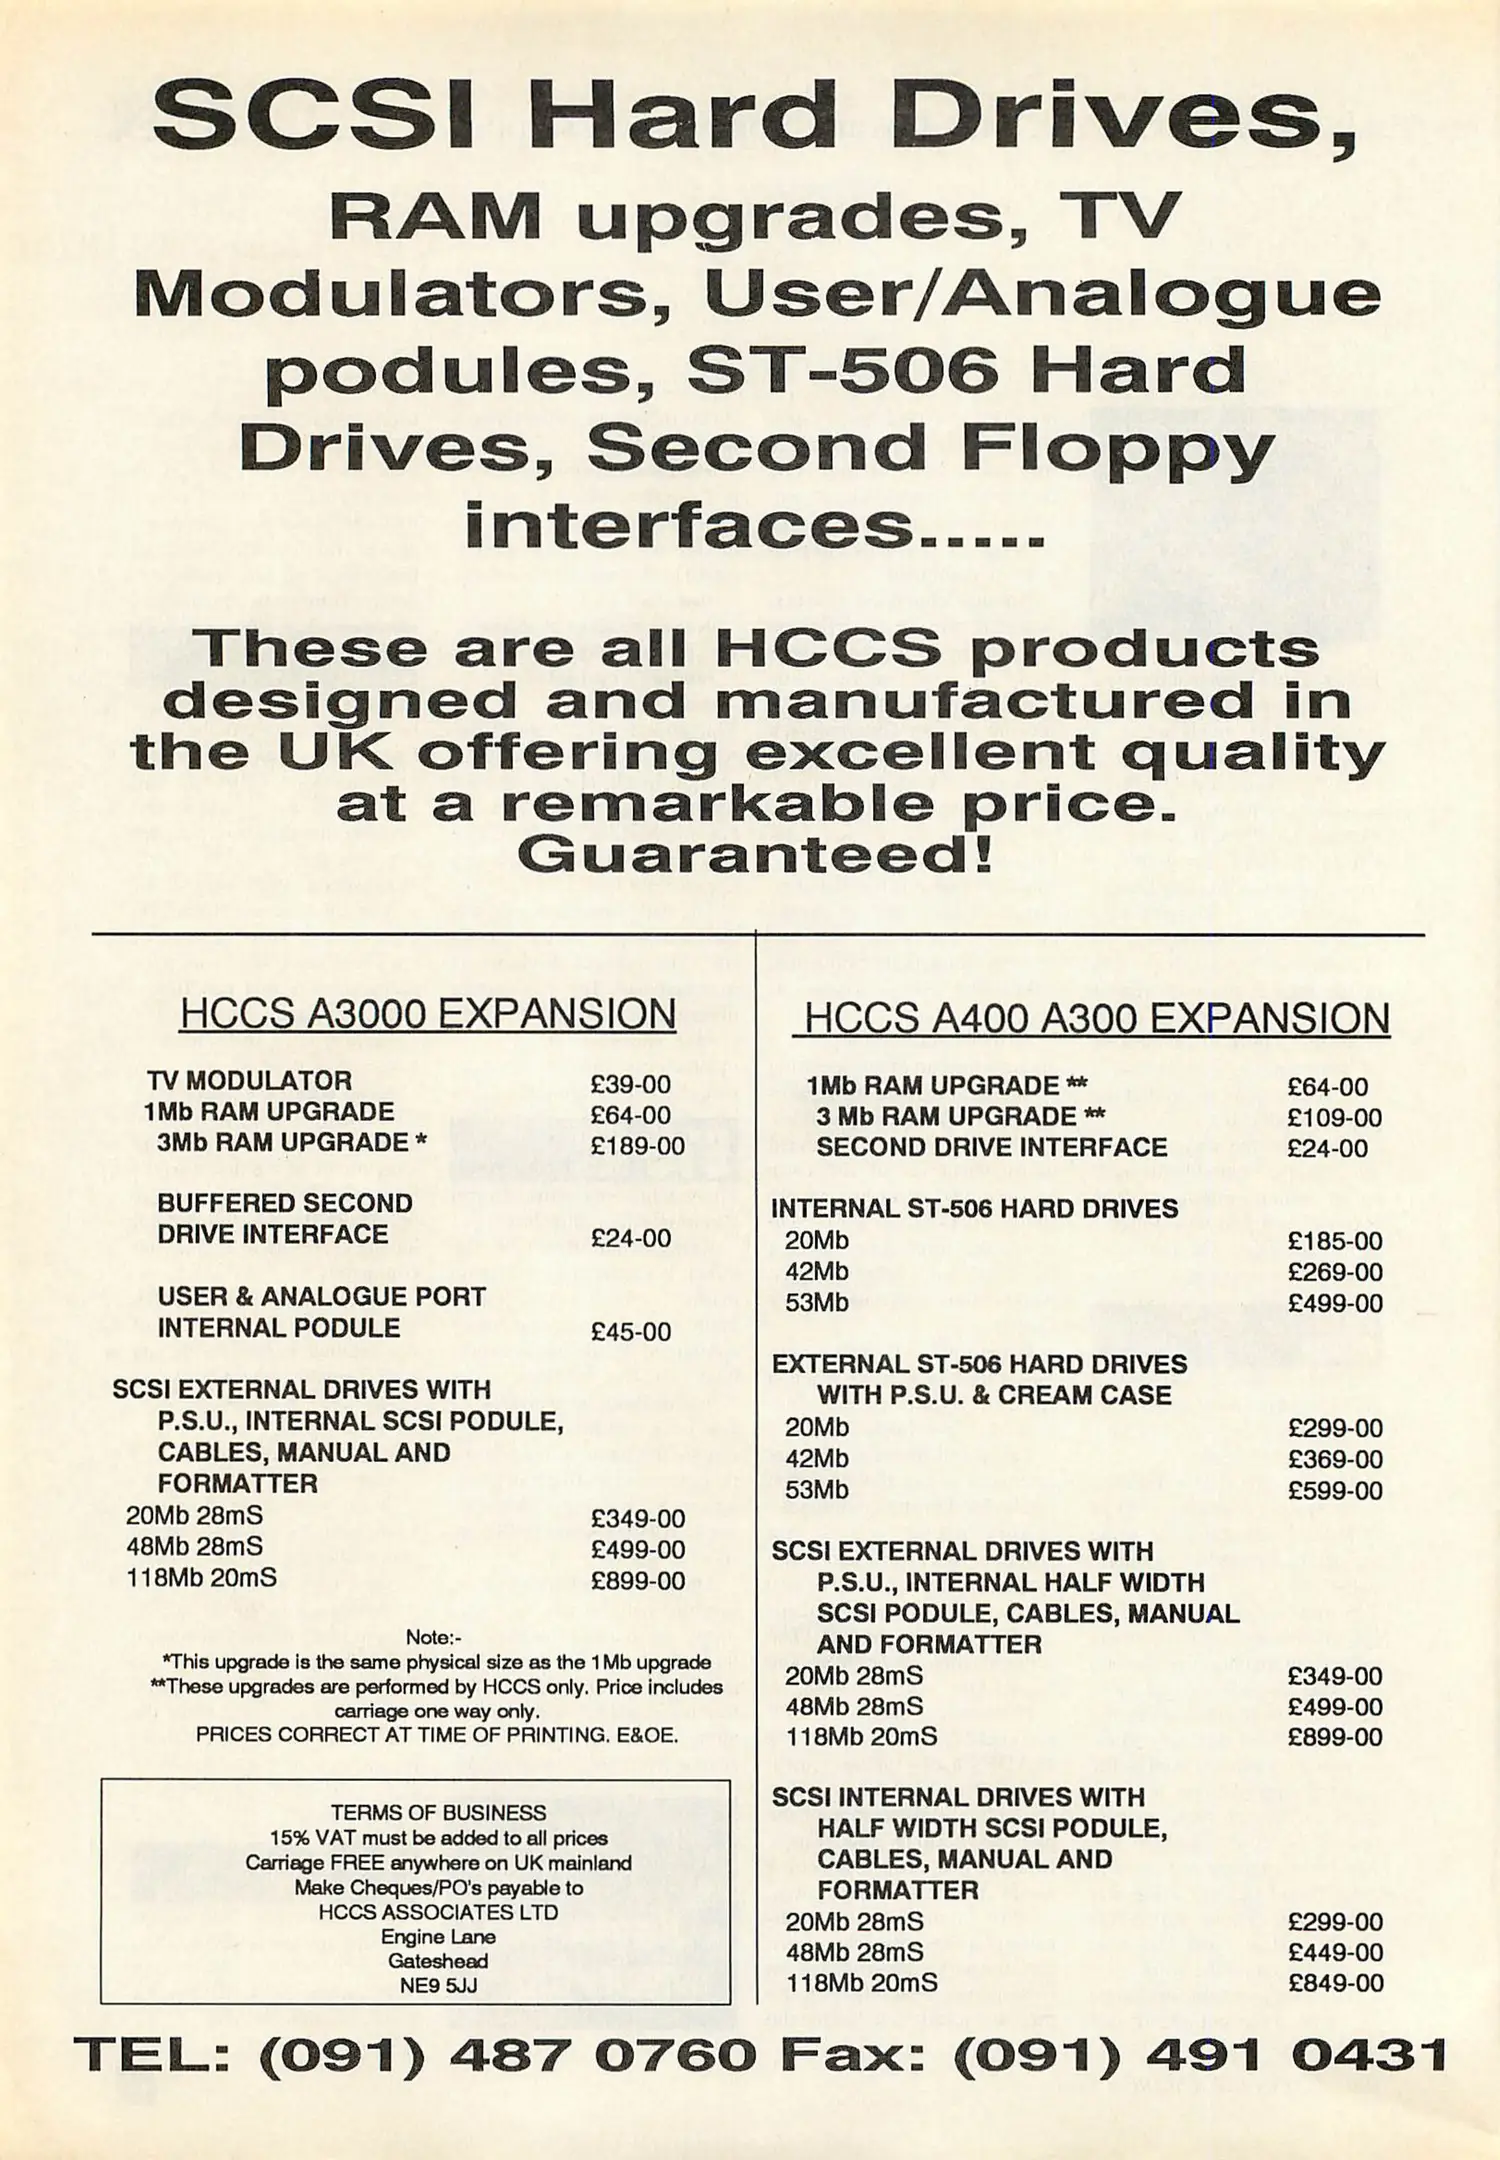 SCSI Hard Drives,
RAM upgrades, TV
Modulators, User/Analogue
podules, ST-506 Hard
Drives, Second Floppy
interfaces.....
These are all HCCS products
designed and manufactured in
the UK offering excellent quality
at a remarkable price.
Guaranteed!
HCCS A3000 EXPANSION
TV MODULATOR £39-00
1Mb RAM UPGRADE £64-00
3Mb RAM UPGRADE * £189-00
BUFFERED SECOND
DRIVE INTERFACE £24-00
USER & ANALOGUE PORT
INTERNAL PODULE £45-00
SCSI EXTERNAL DRIVES WITH
P.S.U., INTERNAL SCSI PODULE,
CABLES, MANUAL AND
FORMATTER
20Mb 28mS £349-00
48Mb 28mS £499-00
118Mb 20mS £899-00
Note:-
*This upgrade is the same physical size as the 1Mb upgrade
**These upgrades are performed by HCCS only. Price includes
carriage one way only.
PRICES CORRECT AT TIME OF PRINTING. E&OE.
TERMS OF BUSINESS
15% VAT must be added to all prices
Carriage FREE anywhere on UK mainland
Make Cheques/PO's payable to
HCCS ASSOCIATES LTD
Engine Lane
Gateshead
NE9 5JJ
HCCS A400 A300 EXPANSION
1Mb RAM UPGRADE ** £64-00
3 Mb RAM UPGRADE ** £109-00
SECOND DRIVE INTERFACE £24-00
INTERNAL ST-506 HARD DRIVES
20Mb £185-00
42Mb £269-00
53Mb £499-00
EXTERNAL ST-506 HARD DRIVES
WITH P.S.U. & CREAM CASE
20Mb £299-00
42Mb £369-00
53Mb £599-00
SCSI EXTERNAL DRIVES WITH
P.S.U., INTERNAL HALF WIDTH
SCSI PODULE, CABLES, MANUAL
AND FORMATTER
20Mb 28mS £349-00
48Mb 28mS £499-00
118Mb 20mS £899-00
SCSI INTERNAL DRIVES WITH
HALF WIDTH SCSI PODULE,
CABLES, MANUAL AND
FORMATTER
20Mb 28mS £299-00
48Mb 28mS £449-00
118Mb 20mS £849-00
TEL: (091) 487 0760 Fax: (091) 491 0431